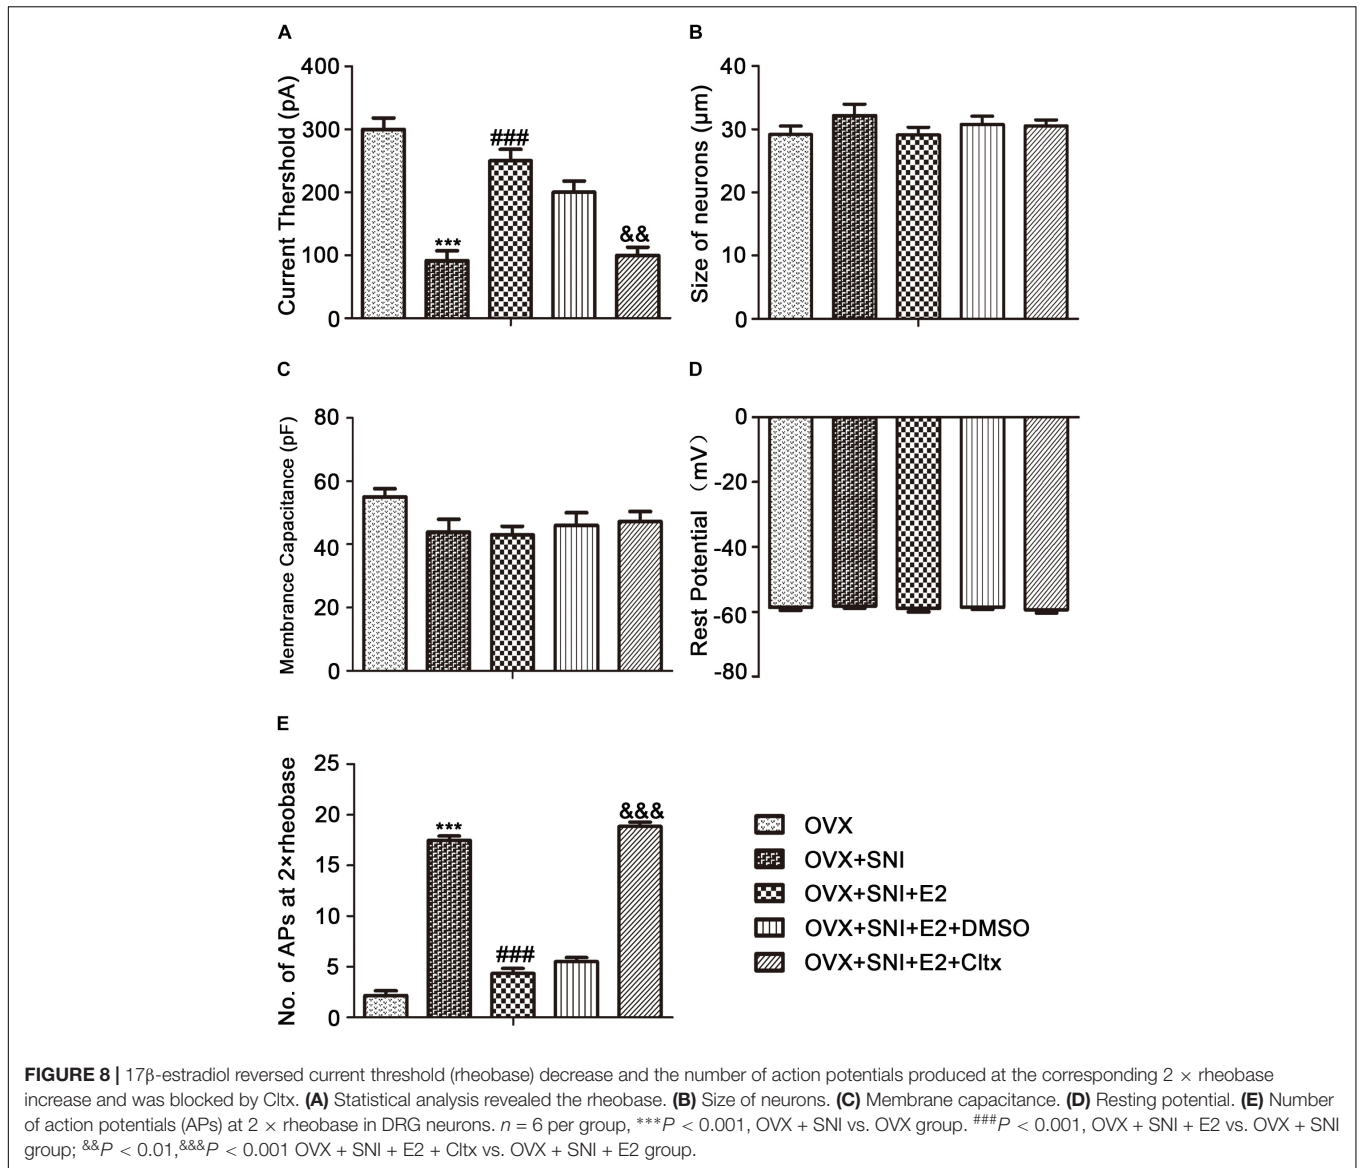 A
Current Thershold (pA)
400
300
200
100
0
***
###
&&
B
Size of neurons (μm)
40
30
20
10
0
C
Membrance Capacitance (pF)
80
60
40
20
0
D
Rest Potential （mV）
0
-20
-40
-60
-80
E
No. of APs at 2×rheobase
25
20
15
10
5
0
***
###
&&&
OVX
OVX+SNI
OVX+SNI+E2
OVX+SNI+E2+DMSO
OVX+SNI+E2+Cltx
FIGURE 8 | 17β-estradiol reversed current threshold (rheobase) decrease and the number of action potentials produced at the corresponding 2 × rheobase
increase and was blocked by Cltx. (A) Statistical analysis revealed the rheobase. (B) Size of neurons. (C) Membrane capacitance. (D) Resting potential. (E) Number
of action potentials (APs) at 2 × rheobase in DRG neurons. n = 6 per group, ***P < 0.001, OVX + SNI vs. OVX group. ###P < 0.001, OVX + SNI + E2 vs. OVX + SNI
group; &&P < 0.01,&&&P < 0.001 OVX + SNI + E2 + Cltx vs. OVX + SNI + E2 group.